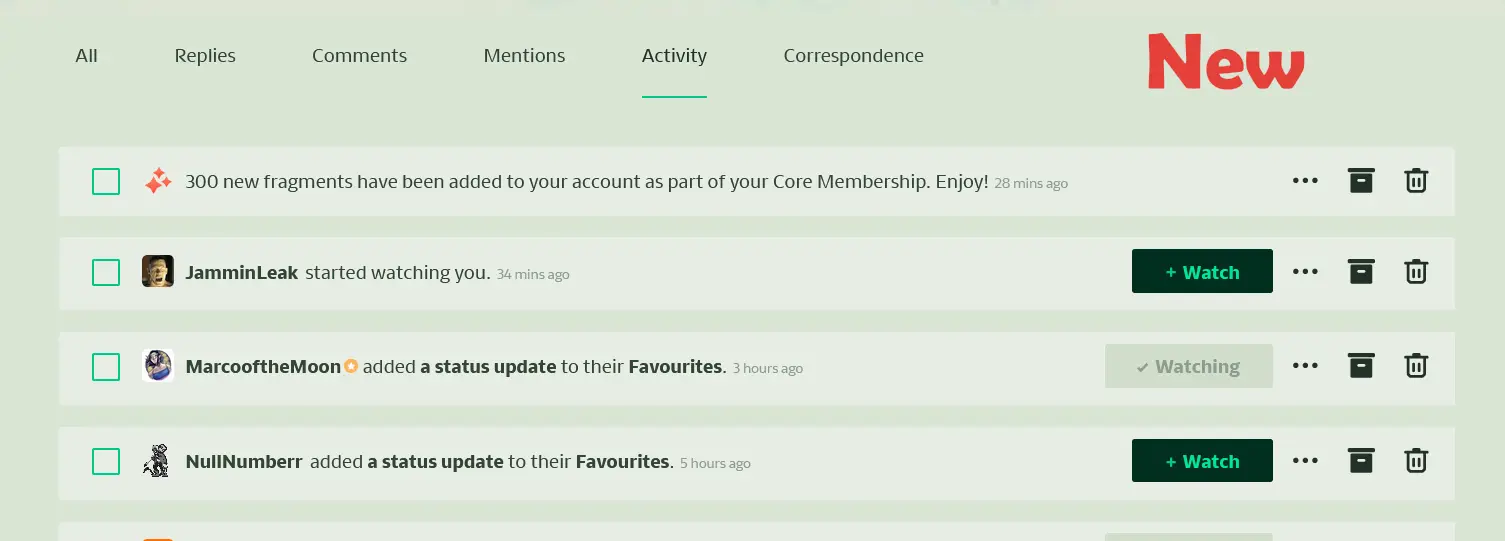 All Replies Comments Mentions Activity Correspondence New
300 new fragments have been added to your account as part of your Core Membership. Enjoy! 28 mins ago
JamminLeak started watching you. 34 mins ago + Watch
MarcooftheMoon added a status update to their Favourites. 3 hours ago ✓ Watching
NullNumberr added a status update to their Favourites. 5 hours ago + Watch